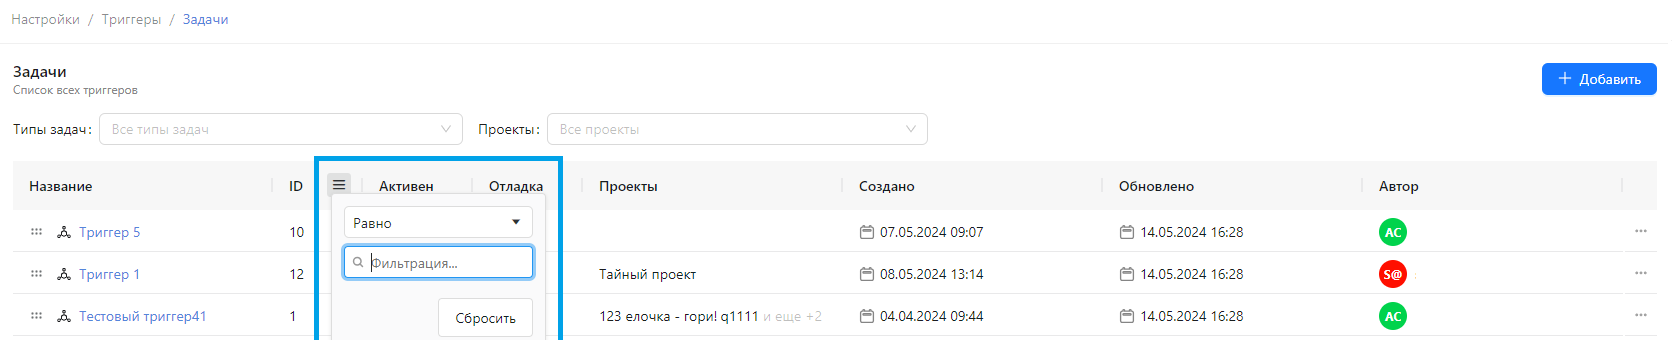 Настройки / Триггеры / Задачи
Задачи
Список всех триггеров
Добавить
Типы задач: Все типы задач Проекты: Все проекты
Название ID Активен Отладка Проекты Создано Обновлено Автор
Равно
Фильтрация...
Сбросить
Триггер 5 10 07.05.2024 09:07 14.05.2024 16:28 АС
Триггер 1 12 Тайный проект 08.05.2024 13:14 14.05.2024 16:28 S@
Тестовый триггер41 1 123 елочка - гори! q1111 и еще +2 04.04.2024 09:44 14.05.2024 16:28 АС